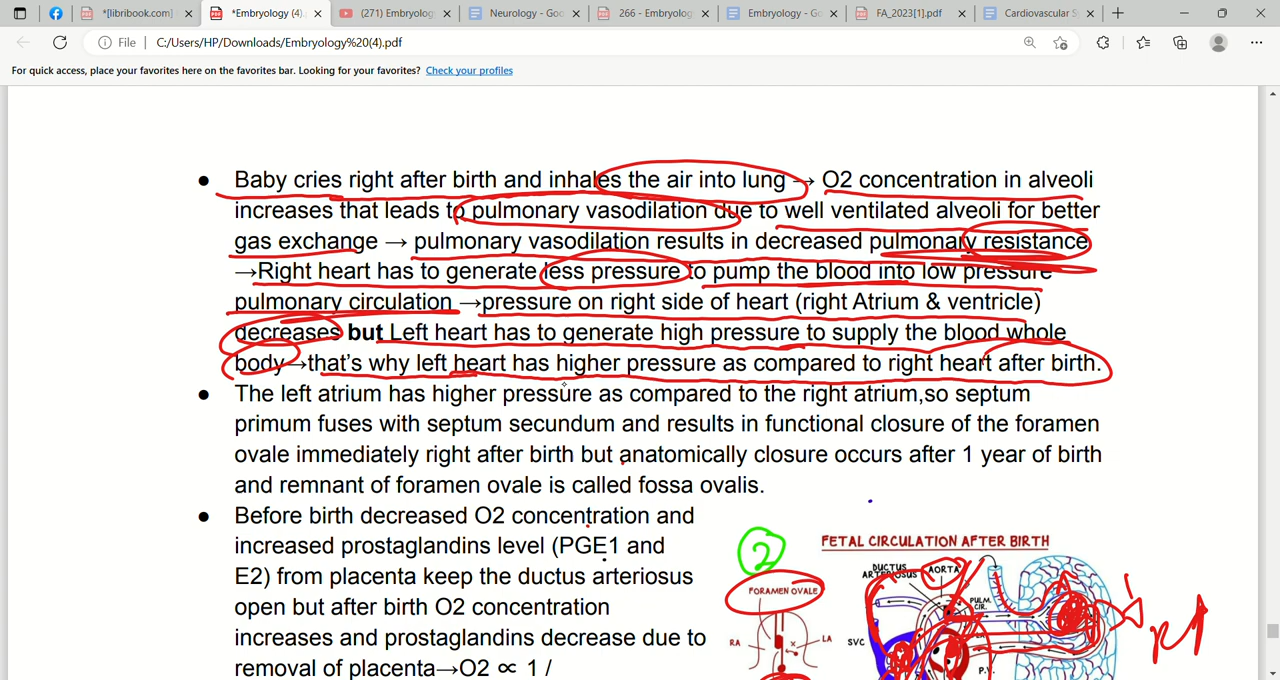 *[libribook.com]
*Embryology (4).
(271) Embryolog
Neurology - Goo
266 - Embryolog
Embryology - Go
FA_2023[1].pdf
Cardiovascular S
File
C:/Users/HP/Downloads/Embryology%20(4).pdf
For quick access, place your favorites here on the favorites bar. Looking for your favorites? Check your profiles
● Baby cries right after birth and inhales the air into lung → O2 concentration in alveoli
increases that leads to pulmonary vasodilation due to well ventilated alveoli for better
gas exchange → pulmonary vasodilation results in decreased pulmonary resistance
→Right heart has to generate less pressure to pump the blood into low pressure
pulmonary circulation →pressure on right side of heart (right Atrium & ventricle)
decreases but Left heart has to generate high pressure to supply the blood whole
body→that's why left heart has higher pressure as compared to right heart after birth.
● The left atrium has higher pressure as compared to the right atrium,so septum
primum fuses with septum secundum and results in functional closure of the foramen
ovale immediately right after birth but anatomically closure occurs after 1 year of birth
and remnant of foramen ovale is called fossa ovalis.
● Before birth decreased O2 concentration and
increased prostaglandins level (PGE1 and
E2) from placenta keep the ductus arteriosus
open but after birth O2 concentration
increases and prostaglandins decrease due to
removal of placenta→O2 ∝ 1 /
2
FETAL CIRCULATION AFTER BIRTH
DUCTUS
ARTERIOSUS
AORTA
FORAMEN OVALE
PULM.
CIR.
RA
LA
SVC
P.V.